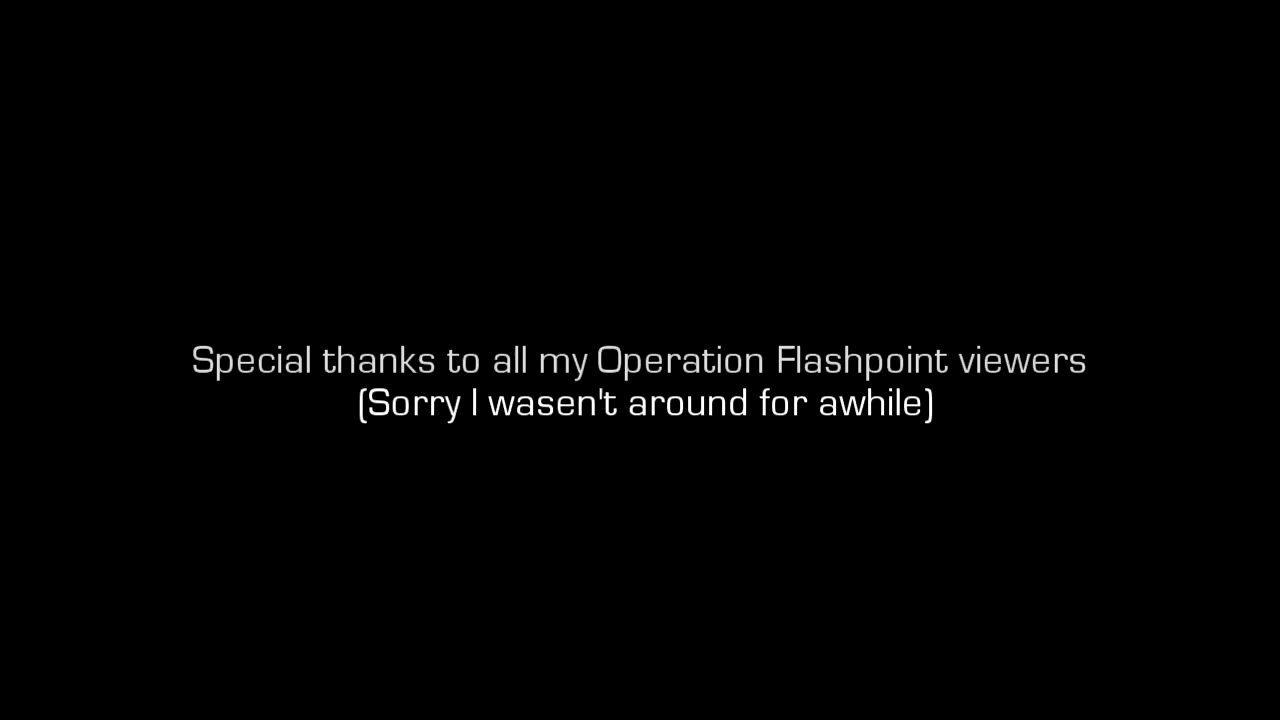 Special thanks to all my Operation Flashpoint viewers
(Sorry I wasen't around for awhile)